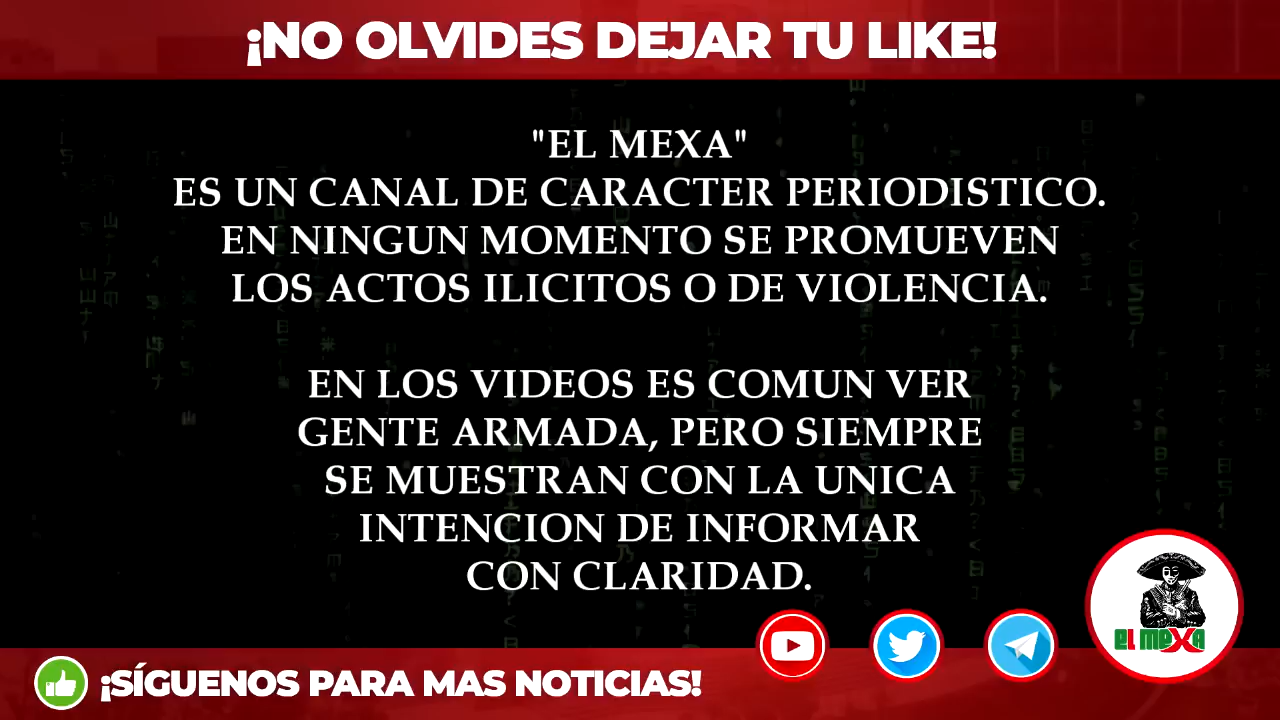 ¡NO OLVIDES DEJAR TU LIKE!
"EL MEXA"
ES UN CANAL DE CARACTER PERIODISTICO.
EN NINGUN MOMENTO SE PROMUEVEN
LOS ACTOS ILICITOS O DE VIOLENCIA.
EN LOS VIDEOS ES COMUN VER
GENTE ARMADA, PERO SIEMPRE
SE MUESTRAN CON LA UNICA
INTENCION DE INFORMAR
CON CLARIDAD.
EL MEXA
¡SÍGUENOS PARA MAS NOTICIAS!